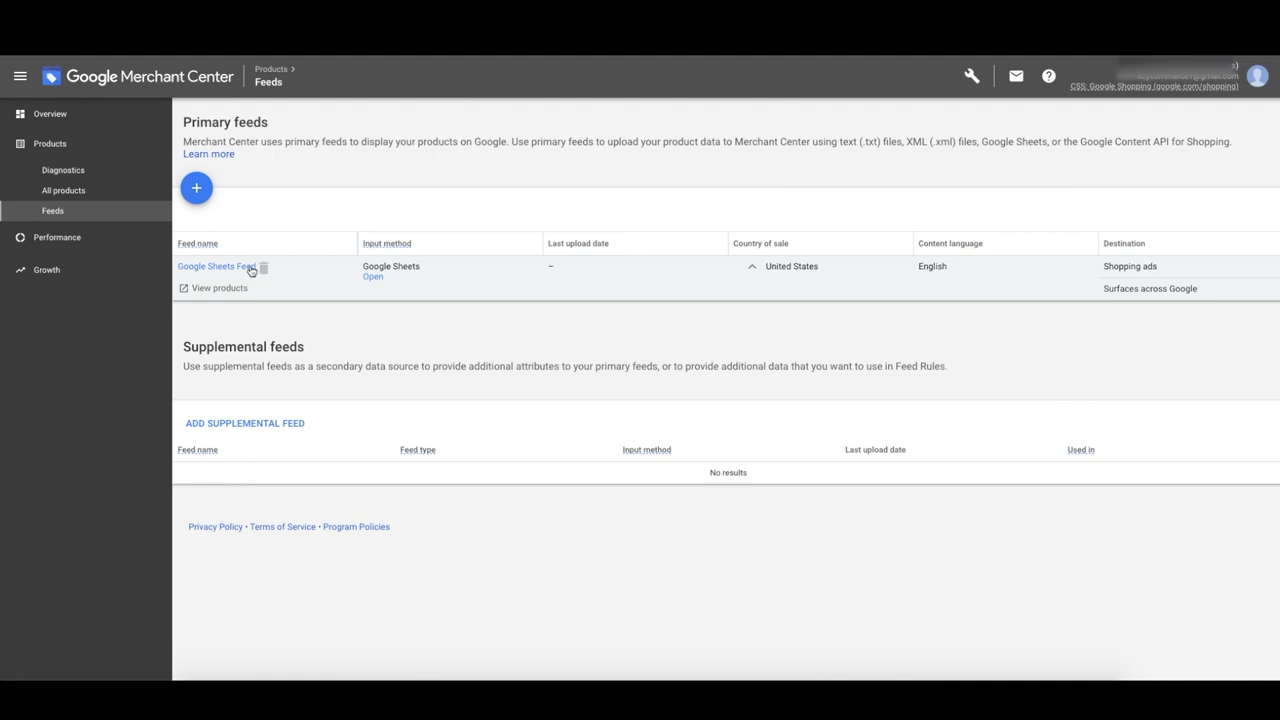 Google Merchant Center
Products >
Feeds
CSS: Google Shopping (google.com/shopping)
Overview
Products
Diagnostics
All products
Feeds
Performance
Growth
Primary feeds
Merchant Center uses primary feeds to display your products on Google. Use primary feeds to upload your product data to Merchant Center using text (.txt) files, XML (.xml) files, Google Sheets, or the Google Content API for Shopping.
Learn more
+
Feed name Input method Last upload date Country of sale Content language Destination
Google Sheets Feed Google Sheets – United States English Shopping ads
Open
View products Surfaces across Google
Supplemental feeds
Use supplemental feeds as a secondary data source to provide additional attributes to your primary feeds, or to provide additional data that you want to use in Feed Rules.
ADD SUPPLEMENTAL FEED
Feed name Feed type Input method Last upload date Used in
No results
Privacy Policy • Terms of Service • Program Policies